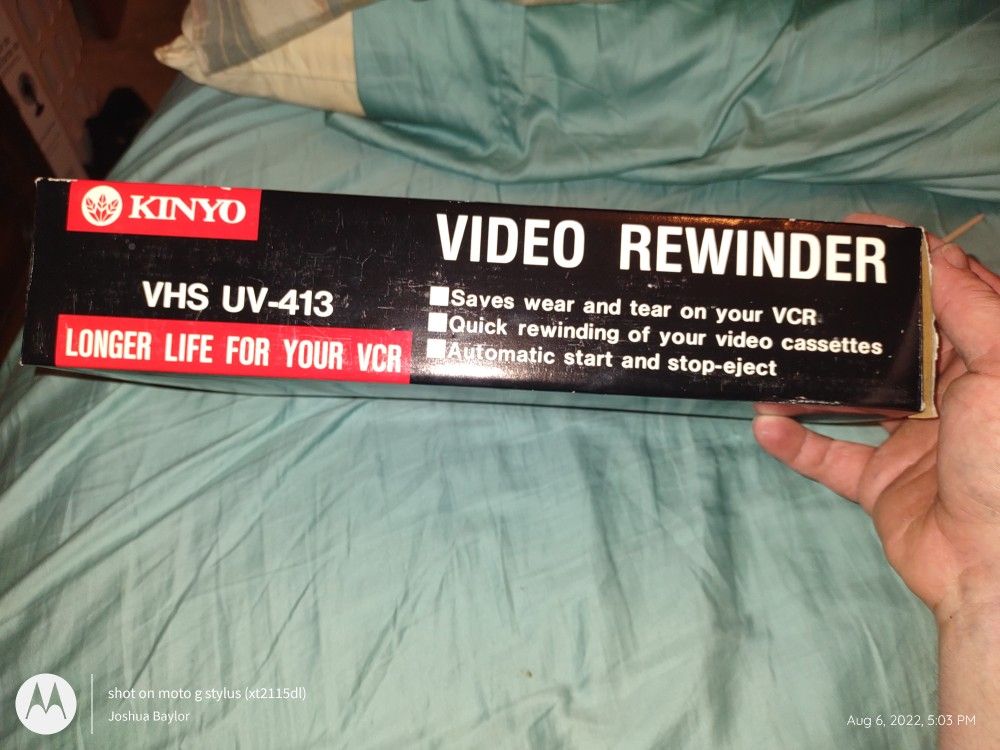 KINYO
VHS UV-413
LONGER LIFE FOR YOUR VCR
VIDEO REWINDER
Saves wear and tear on your VCR
Quick rewinding of your video cassettes
Automatic start and stop-eject
shot on moto g stylus (xt2115dl)
Joshua Baylor
Aug 6, 2022, 5:03 PM